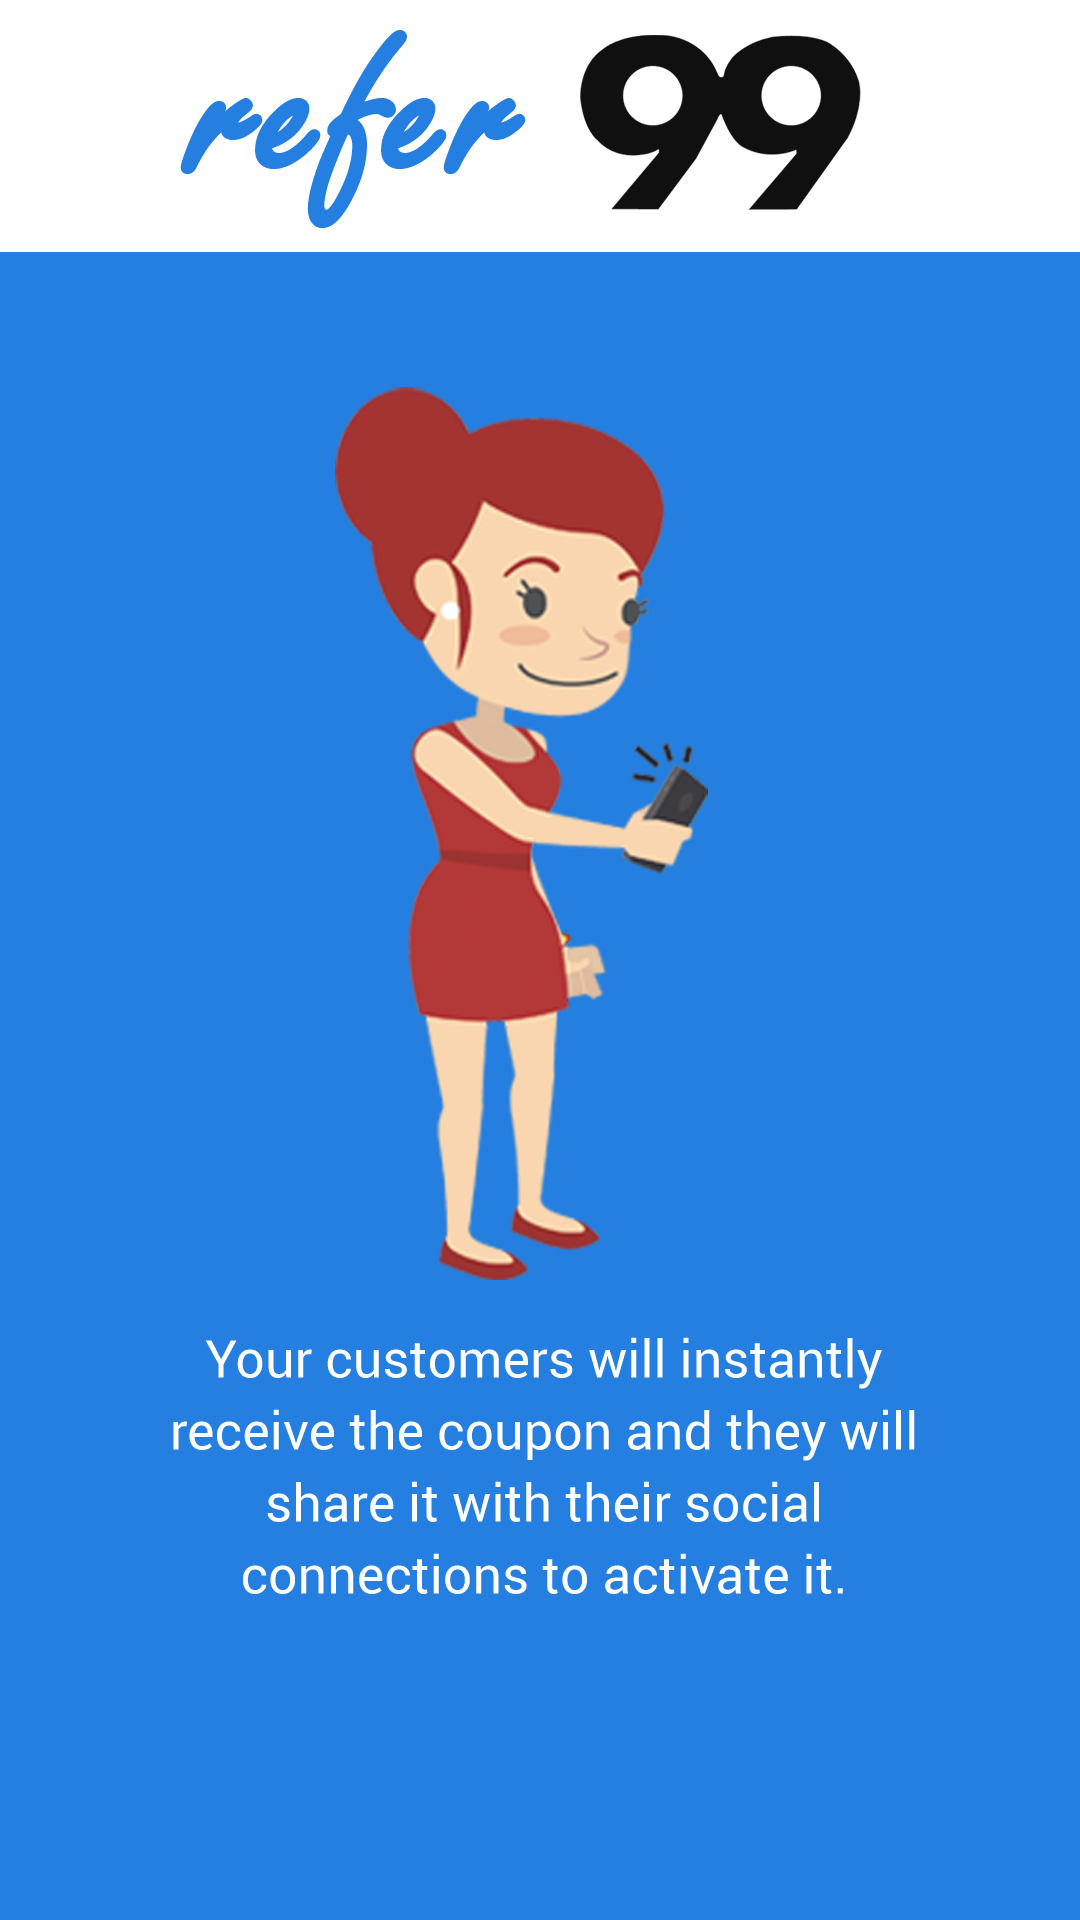 refer 99
Your customers will instantly
receive the coupon and they will
share it with their social
connections to activate it.